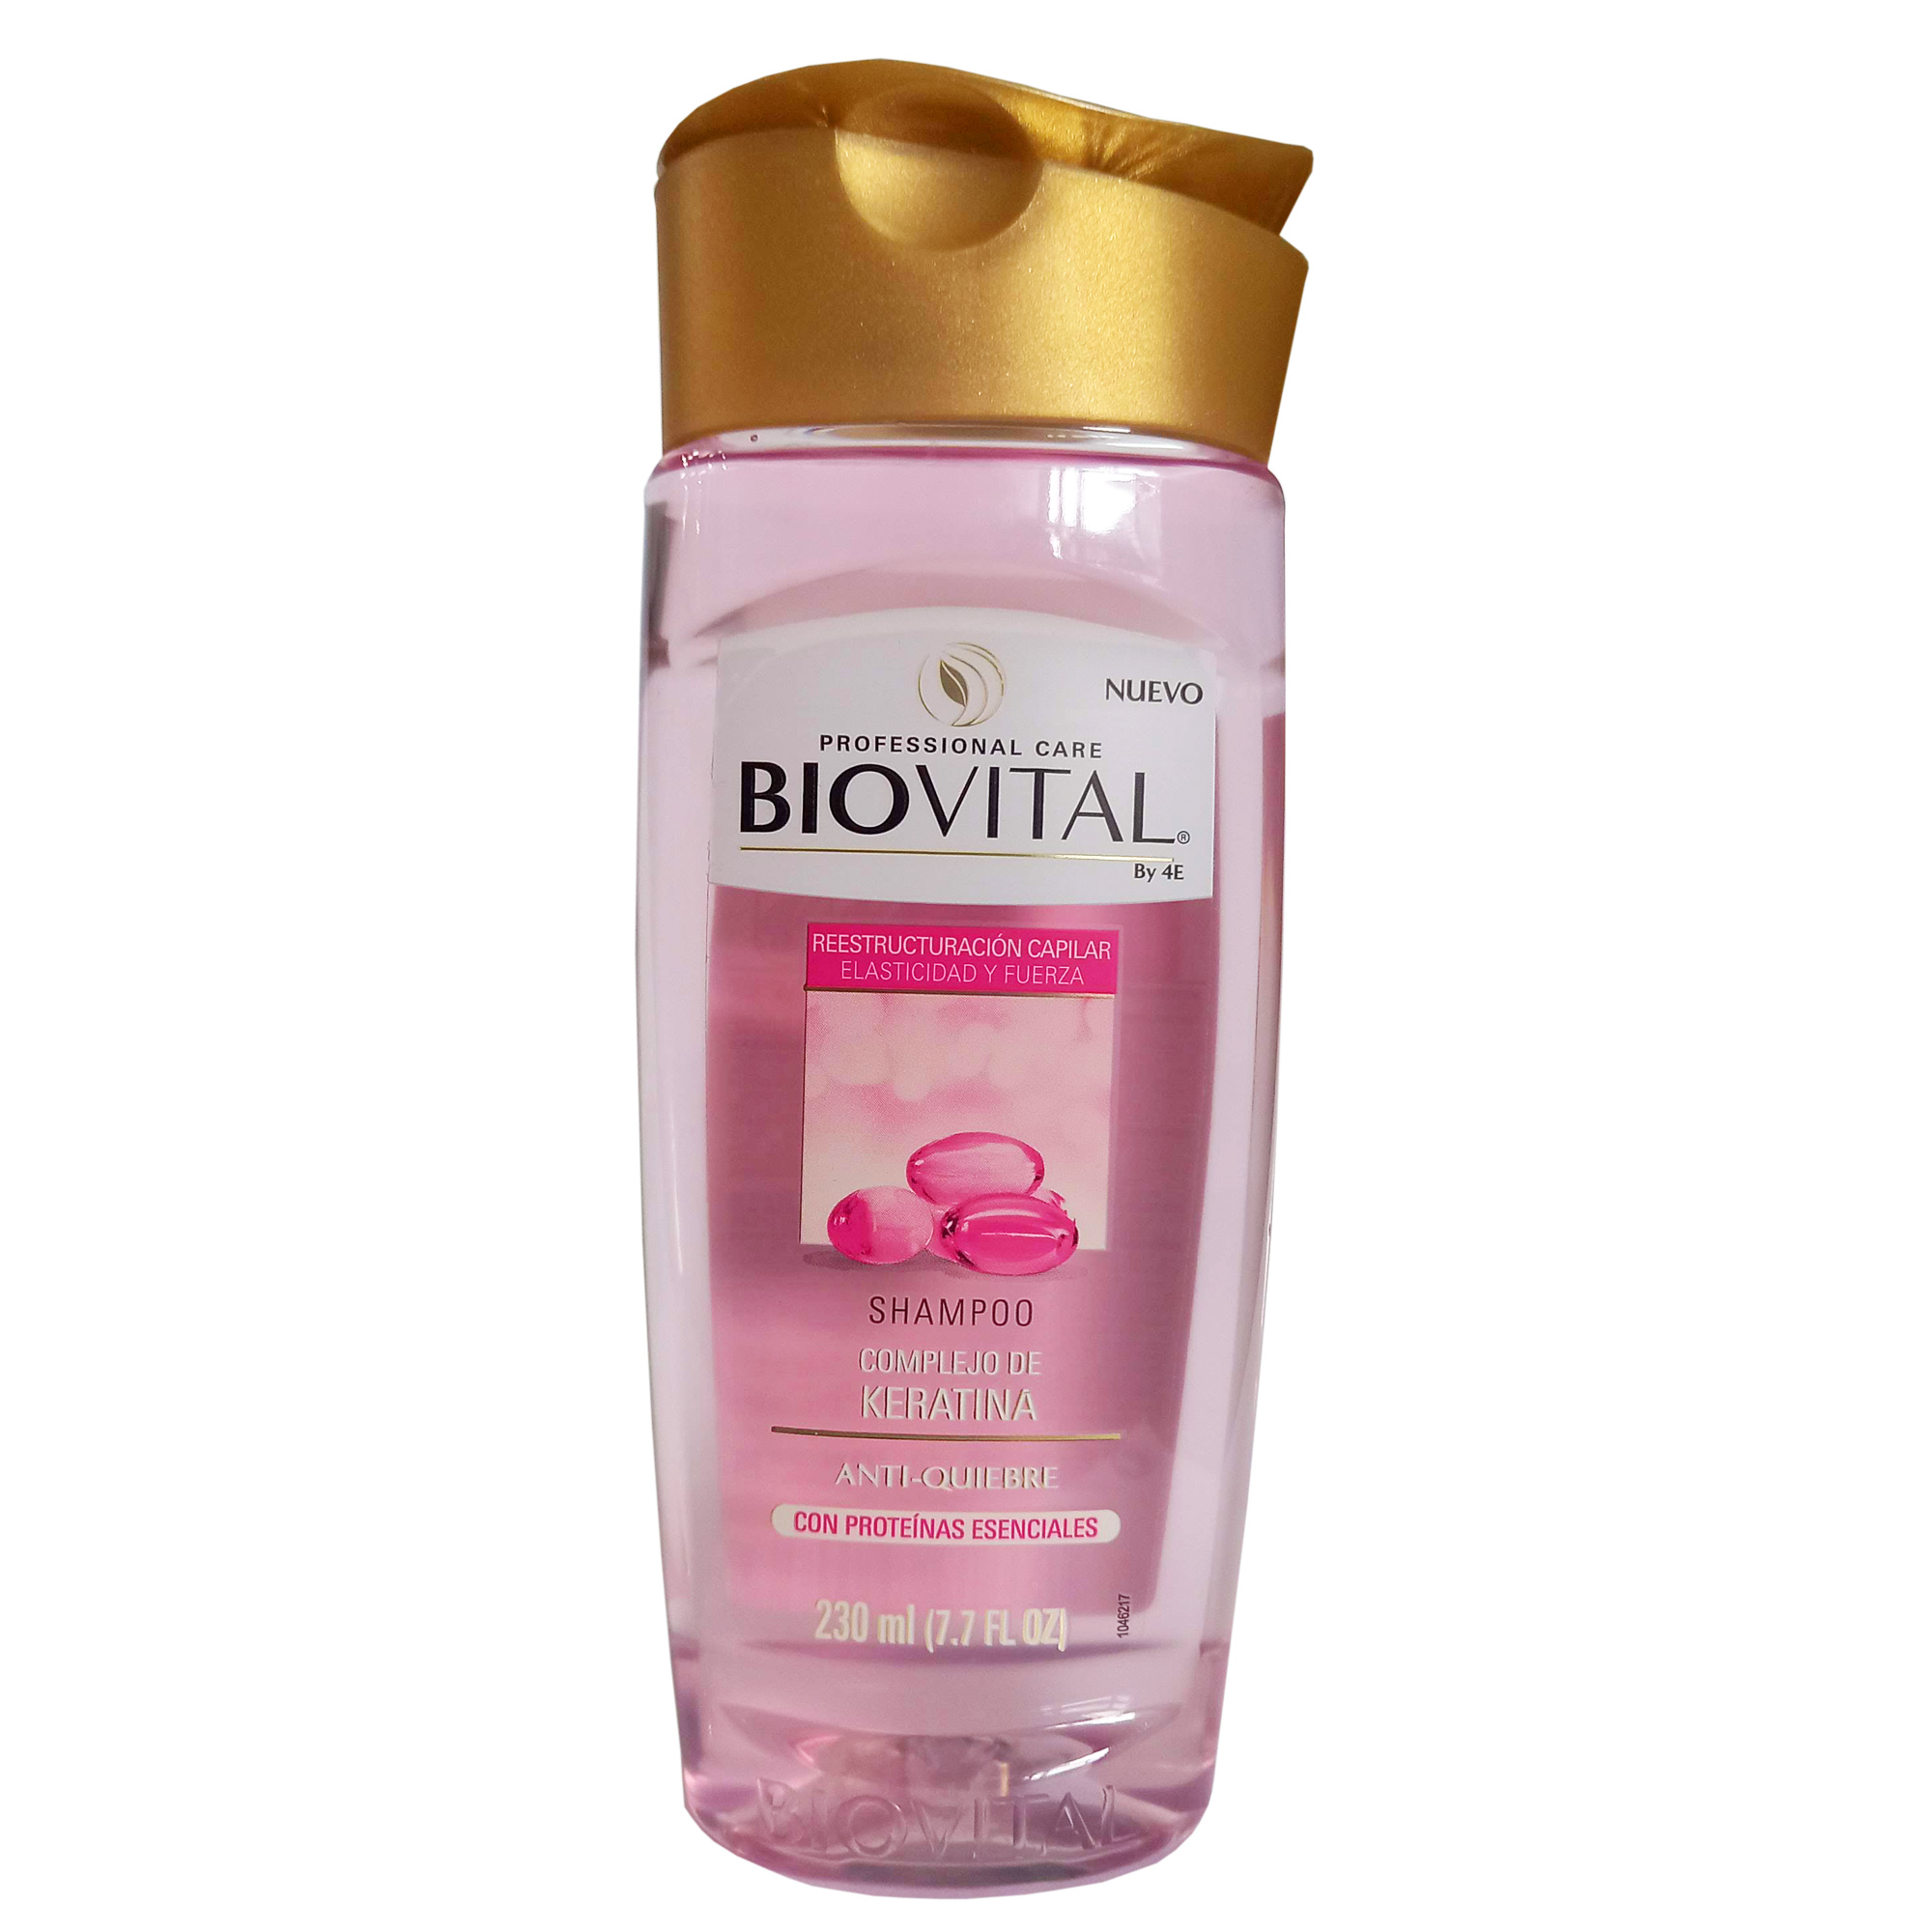 NUEVO
PROFESSIONAL CARE
BIOVITAL®
By 4E
REESTRUCTURACIÓN CAPILAR
ELASTICIDAD Y FUERZA
SHAMPOO
COMPLEJO DE
KERATINA
ANTI-QUIEBRE
CON PROTEÍNAS ESENCIALES
230 ml (7.7 FL OZ)
1046217
BIOVITAL